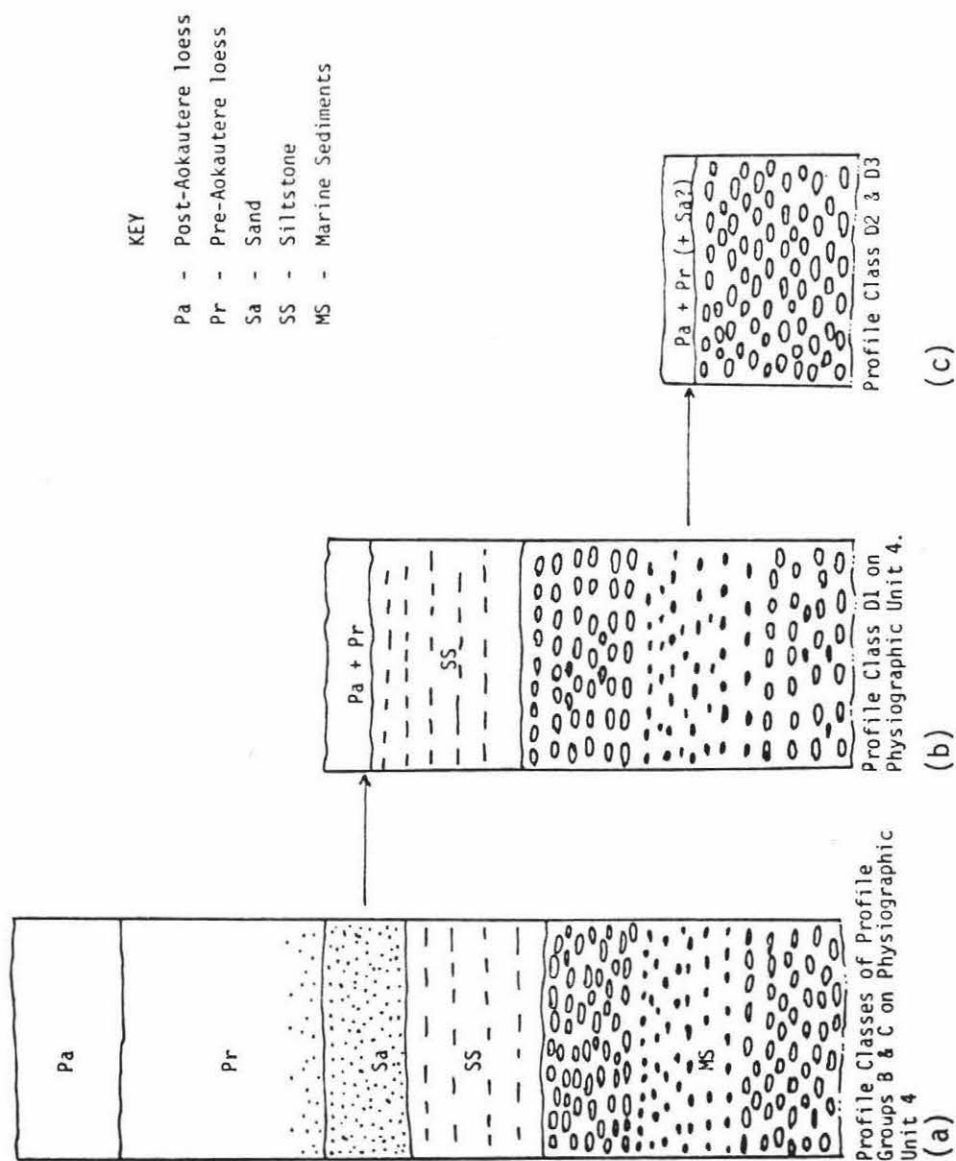 KEY
Pa - Post-Aokautere loess
Pr - Pre-Aokautere loess
Sa - Sand
SS - Siltstone
MS - Marine Sediments
Pa
Pr
Sa
SS
MS
Profile Classes of Profile
Groups B & C on Physiographic
Unit 4
(a)
Pa + Pr
SS
Profile Class D1 on
Physiographic Unit 4.
(b)
Pa + Pr (+ Sa?)
Profile Class D2 & D3
(c)